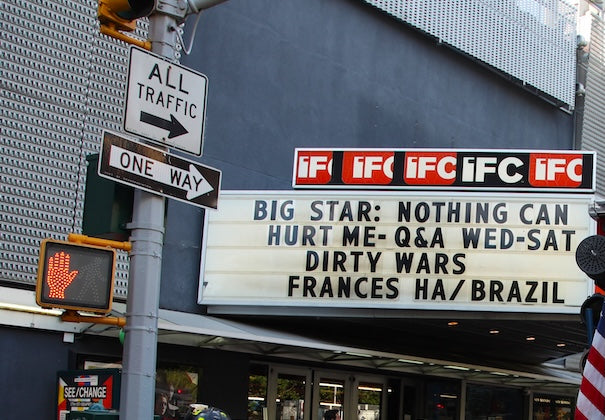 ALL
TRAFFIC
ONE WAY
IFC IFC IFC IFC IFC
BIG STAR: NOTHING CAN
HURT ME- Q&A WED-SAT
DIRTY WARS
FRANCES HA/BRAZIL
SEE/CHANGE